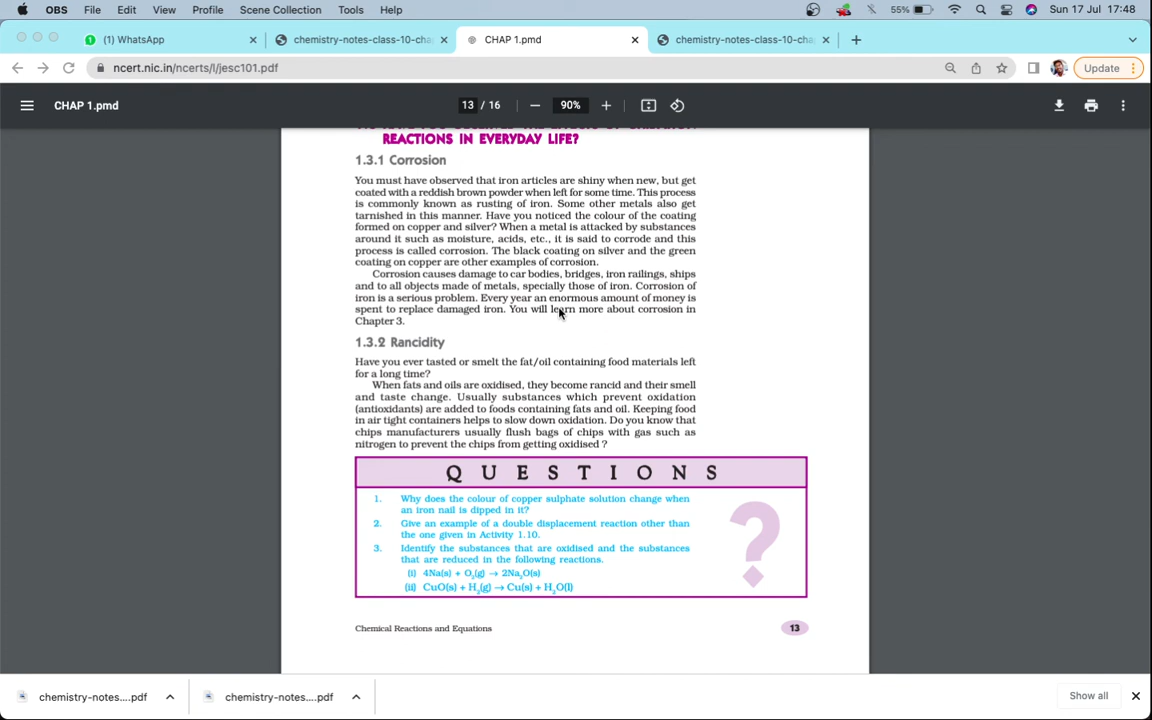 OBS File Edit View Profile Scene Collection Tools Help 55% Sun 17 Jul 17:48
(1) WhatsApp × chemistry-notes-class-10-cha × CHAP 1.pmd × chemistry-notes-class-10-cha × +
ncert.nic.in/ncerts/l/jesc101.pdf Update
CHAP 1.pmd 13 / 16 − 90% +
REACTIONS IN EVERYDAY LIFE?
1.3.1 Corrosion
You must have observed that iron articles are shiny when new, but get
coated with a reddish brown powder when left for some time. This process
is commonly known as rusting of iron. Some other metals also get
tarnished in this manner. Have you noticed the colour of the coating
formed on copper and silver? When a metal is attacked by substances
around it such as moisture, acids, etc., it is said to corrode and this
process is called corrosion. The black coating on silver and the green
coating on copper are other examples of corrosion.
Corrosion causes damage to car bodies, bridges, iron railings, ships
and to all objects made of metals, specially those of iron. Corrosion of
iron is a serious problem. Every year an enormous amount of money is
spent to replace damaged iron. You will learn more about corrosion in
Chapter 3.
1.3.2 Rancidity
Have you ever tasted or smelt the fat/oil containing food materials left
for a long time?
When fats and oils are oxidised, they become rancid and their smell
and taste change. Usually substances which prevent oxidation
(antioxidants) are added to foods containing fats and oil. Keeping food
in air tight containers helps to slow down oxidation. Do you know that
chips manufacturers usually flush bags of chips with gas such as
nitrogen to prevent the chips from getting oxidised ?
QUESTIONS
1. Why does the colour of copper sulphate solution change when
an iron nail is dipped in it?
2. Give an example of a double displacement reaction other than
the one given in Activity 1.10.
3. Identify the substances that are oxidised and the substances
that are reduced in the following reactions.
(i) 4Na(s) + O₂(g) → 2Na₂O(s)
(ii) CuO(s) + H₂(g) → Cu(s) + H₂O(l)
?
Chemical Reactions and Equations 13
chemistry-notes....pdf chemistry-notes....pdf Show all ×